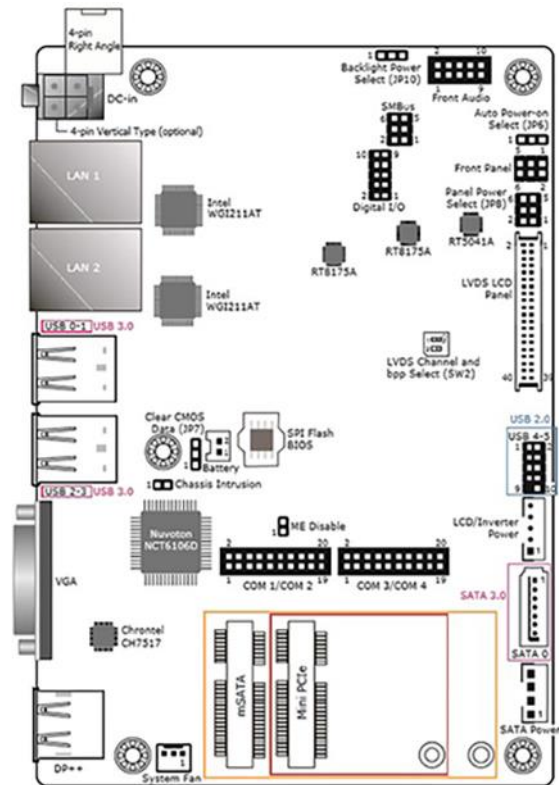 4-pin
Right Angle
DC-in
4-pin Vertical Type (optional)
1
Backlight Power
Select (JP10)
2 10
1 9
Front Audio
SMBus
6 5
2 1
Auto Power-on
Select (JP6)
1
5 1
Front Panel
6 2
LAN 1
Intel
WGI211AT
10 9
2 1
Digital I/O
Panel Power
Select (JP8)
6 5
2 1
RT8175A
RT8175A
RT5041A
LAN 2
Intel
WGI211AT
2 1
LVDS LCD
Panel
40 39
USB 0-1 USB 3.0
LVDS Channel and
bpp Select (SW2)
Clear CMOS
Data (JP7)
1
Battery
SPI Flash
BIOS
USB 2.0
USB 4-5
1 2
9 10
USB 2-3 USB 3.0
1 Chassis Intrusion
Nuvoton
NCT6106D
1
ME Disable
2 20
1 19
COM 1/COM 2
2 20
1 19
COM 3/COM 4
LCD/Inverter
Power
1
VGA
Chrontel
CH7517
SATA 3.0
SATA 0
mSATA
Mini PCIe
1
SATA Power
DP++
1
System Fan